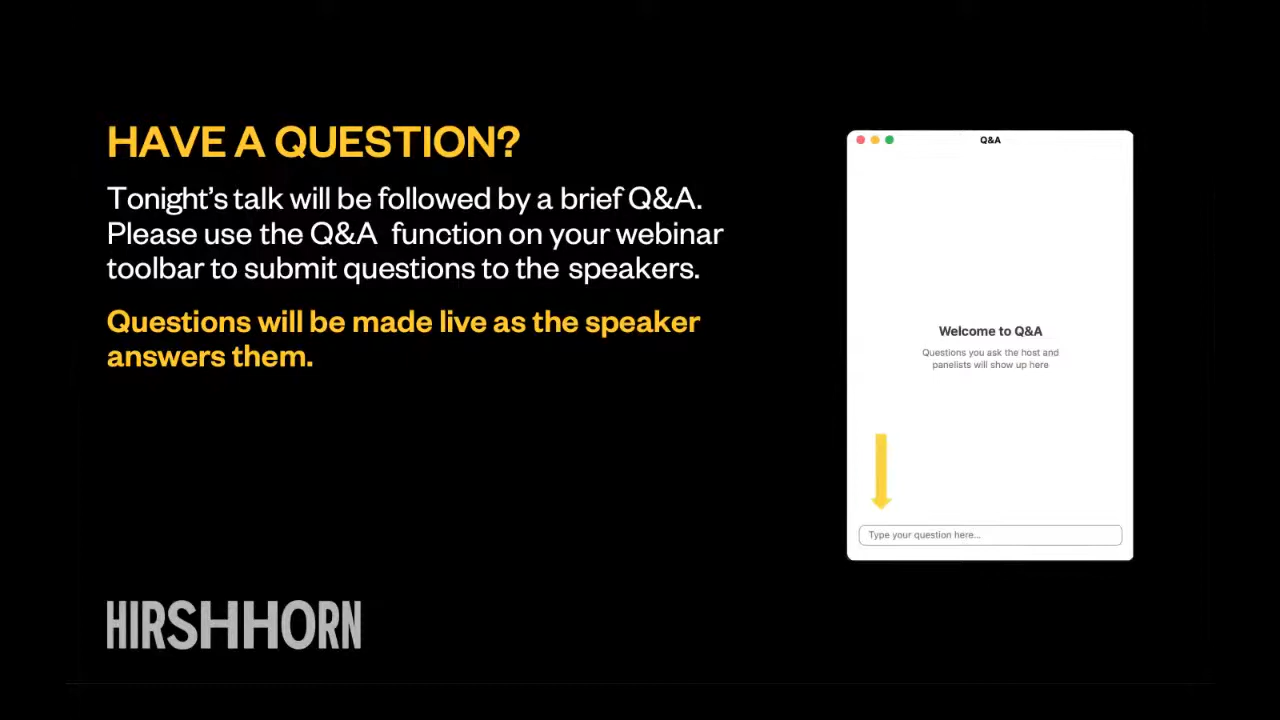 HAVE A QUESTION?
Tonight's talk will be followed by a brief Q&A.
Please use the Q&A function on your webinar
toolbar to submit questions to the speakers.
Questions will be made live as the speaker
answers them.
Q&A
Welcome to Q&A
Questions you ask the host and
panelists will show up here
Type your question here...
HIRSHHORN